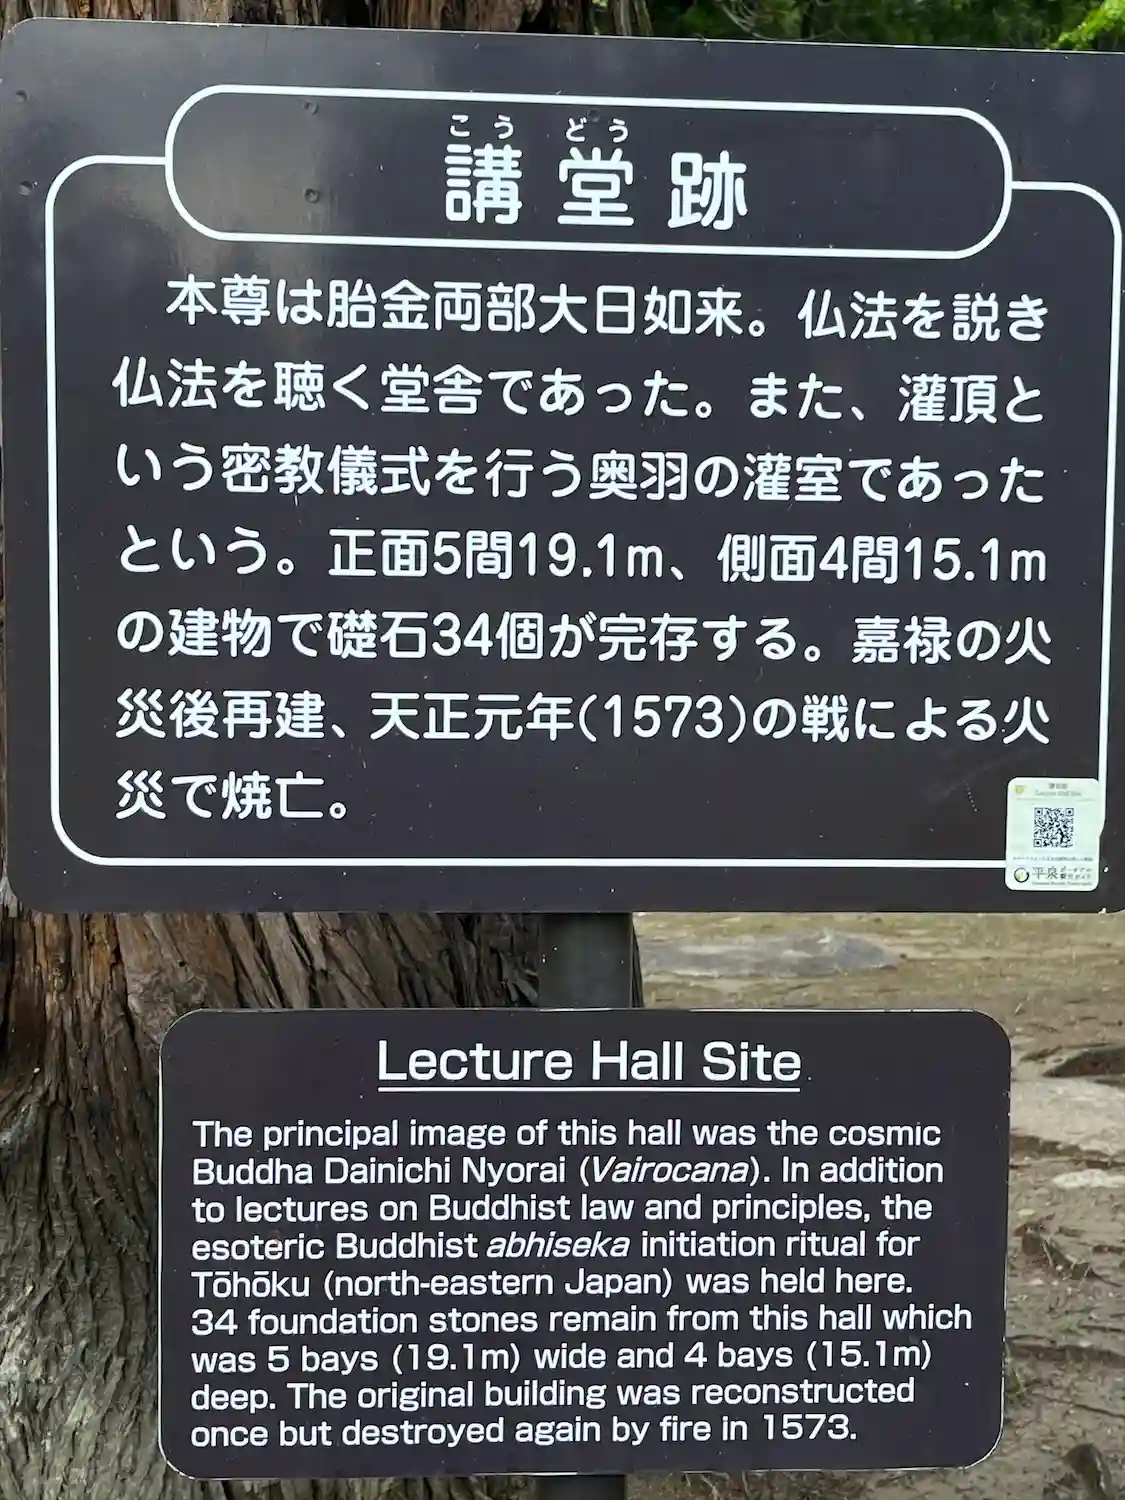 こう どう
講堂跡
本尊は胎金両部大日如来。仏法を説き
仏法を聴く堂舎であった。また、灌頂と
いう密教儀式を行う奥羽の灌室であった
という。正面5間19.1m、側面4間15.1m
の建物で礎石34個が完存する。嘉禄の火
災後再建、天正元年(1573)の戦による火
災で焼亡。
平泉
Lecture Hall Site
The principal image of this hall was the cosmic
Buddha Dainichi Nyorai (Vairocana). In addition
to lectures on Buddhist law and principles, the
esoteric Buddhist abhiseka initiation ritual for
Tōhōku (north-eastern Japan) was held here.
34 foundation stones remain from this hall which
was 5 bays (19.1m) wide and 4 bays (15.1m)
deep. The original building was reconstructed
once but destroyed again by fire in 1573.